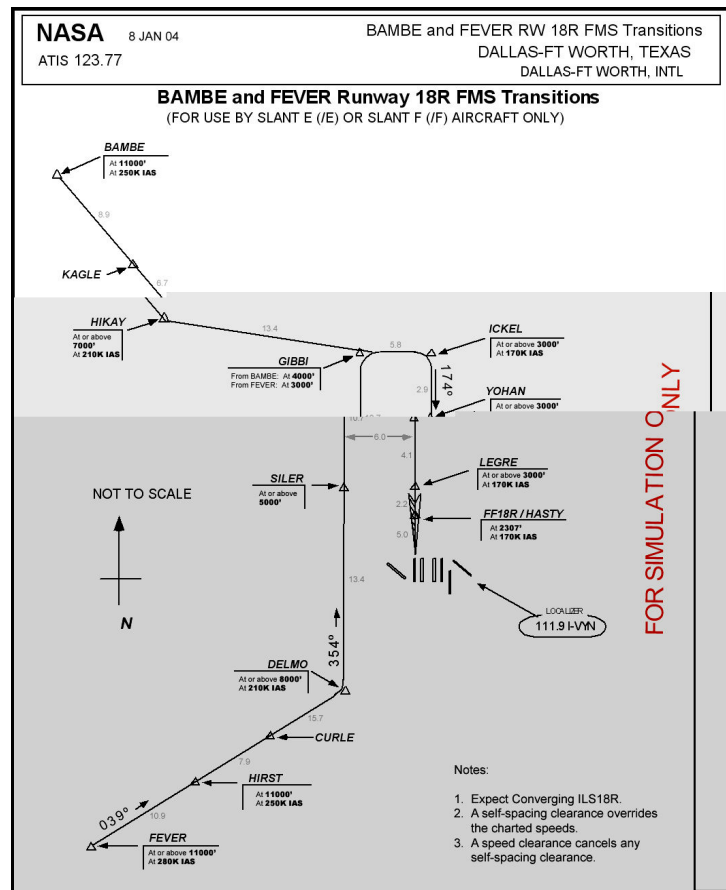 NASA 8 JAN 04
ATIS 123.77
BAMBE and FEVER RW 18R FMS Transitions
DALLAS-FT WORTH, TEXAS
DALLAS-FT WORTH, INTL
BAMBE and FEVER Runway 18R FMS Transitions
(FOR USE BY SLANT E (/E) OR SLANT F (/F) AIRCRAFT ONLY)
BAMBE
At 11000'
At 250K IAS
8.9
KAGLE
6.7
HIKAY
At or above
7000'
At 210K IAS
13.4
GIBBI
From BAMBE: At 4000'
From FEVER: At 3000'
5.8
ICKEL
At or above 3000'
At 170K IAS
174º
2.9
YOHAN
At or above 3000'
6.0
4.1
SILER
At or above
5000'
LEGRE
At or above 3000'
At 170K IAS
2.2
FF18R / HASTY
At 2307'
At 170K IAS
5.0
NOT TO SCALE
N
13.4
LOCALIZER
111.9 I-VYN
354º
DELMO
At or above 8000'
At 210K IAS
15.7
CURLE
7.9
HIRST
At 11000'
At 250K IAS
039º
10.9
FEVER
At or above 11000'
At 280K IAS
Notes:
1. Expect Converging ILS18R.
2. A self-spacing clearance overrides
the charted speeds.
3. A speed clearance cancels any
self-spacing clearance.
FOR SIMULATION ONLY